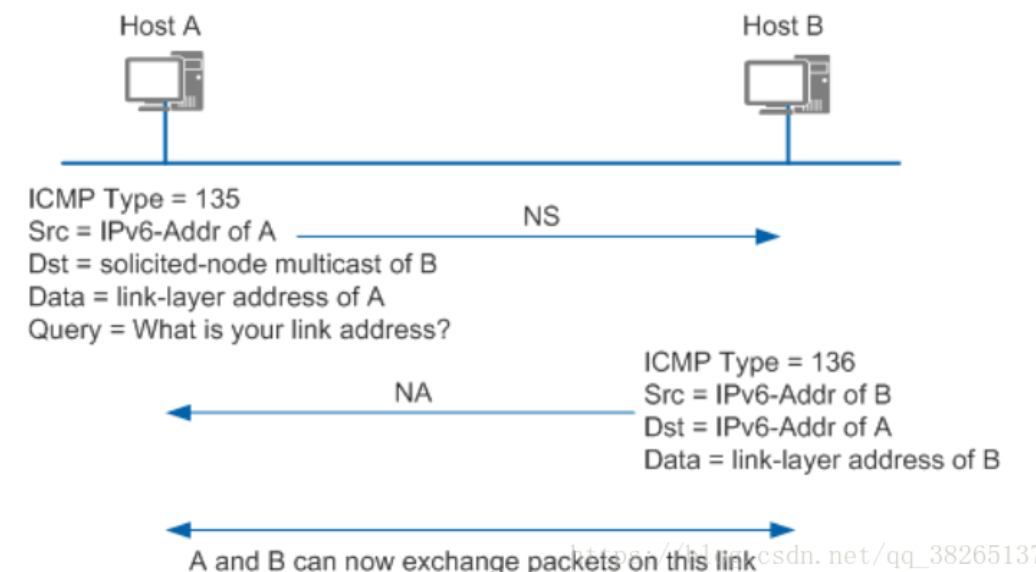 Host A
Host B
ICMP Type = 135
Src = IPv6-Addr of A
Dst = solicited-node multicast of B
Data = link-layer address of A
Query = What is your link address?
NS
ICMP Type = 136
Src = IPv6-Addr of B
Dst = IPv6-Addr of A
Data = link-layer address of B
NA
A and B can now exchange packets on this link
https://blog.csdn.net/qq_38265137